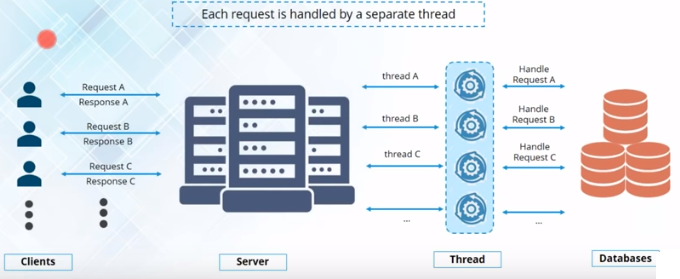 Each request is handled by a separate thread
Request A
Response A
Request B
Response B
Request C
Response C
thread A
thread B
thread C
...
Handle
Request A
Handle
Request B
Handle
Request C
...
Clients
Server
Thread
Databases